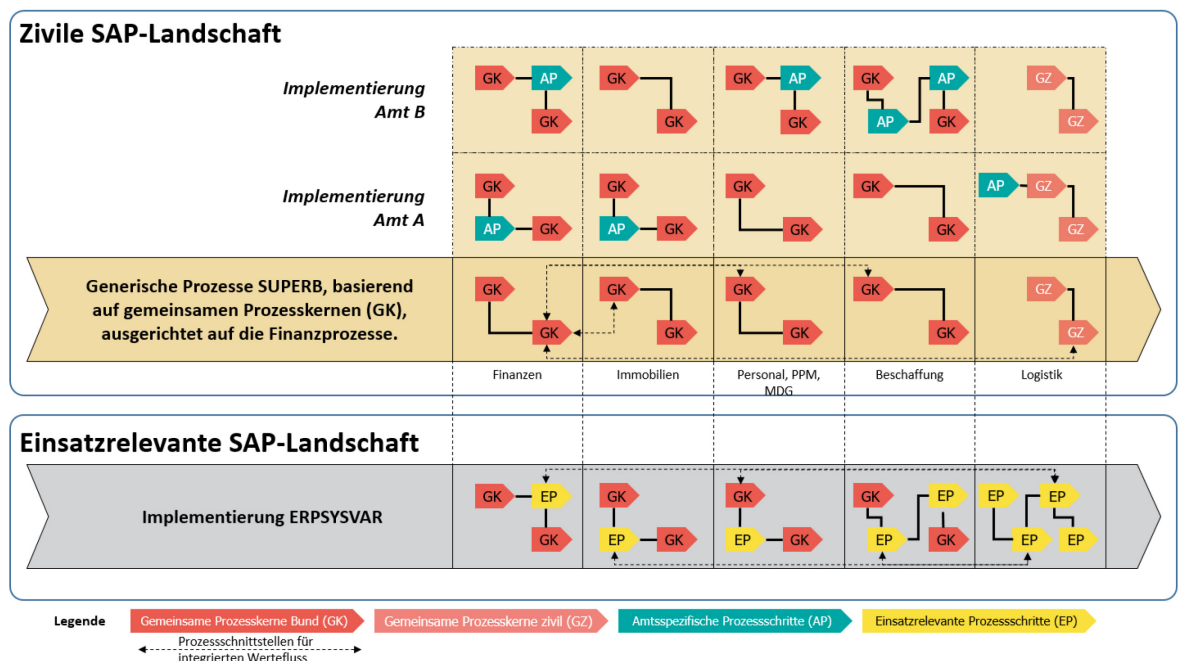 Zivile SAP-Landschaft
Implementierung
Amt B
GK AP GK GK AP GK AP GZ
GK GK GK AP GK GZ
Implementierung
Amt A
GK GK GK GK AP GZ
AP GK AP GK GK GK GZ
Generische Prozesse SUPERB, basierend
auf gemeinsamen Prozesskernen (GK),
ausgerichtet auf die Finanzprozesse.
GK GK GK GK GZ
GK GK GK GK GZ
Finanzen Immobilien Personal, PPM, Beschaffung Logistik
MDG
Einsatzrelevante SAP-Landschaft
Implementierung ERPSYSVAR
GK EP GK GK GK EP EP EP
GK EP GK EP GK EP GK EP EP
Legende
Gemeinsame Prozesskerne Bund (GK)
Gemeinsame Prozesskerne zivil (GZ)
Amtsspezifische Prozessschritte (AP)
Einsatzrelevante Prozessschritte (EP)
Prozessschnittstellen für
integrierten Wertefluss